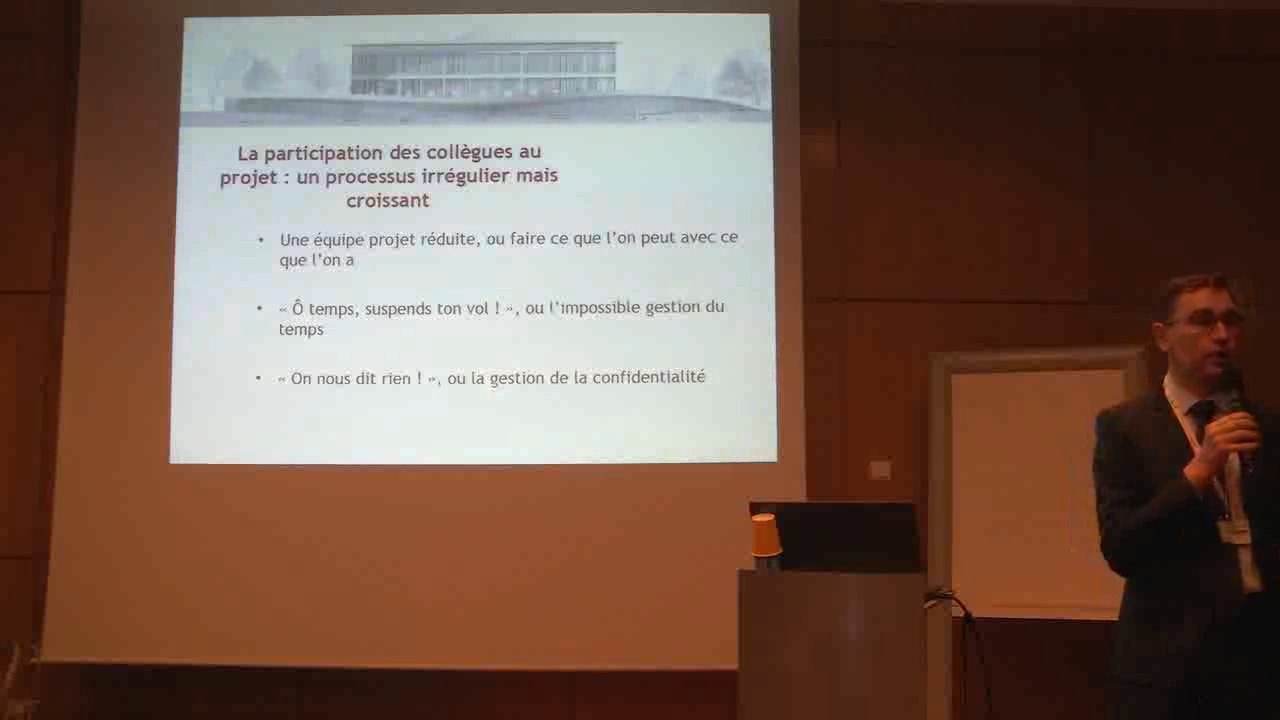 La participation des collègues au
projet : un processus irrégulier mais
croissant
• Une équipe projet réduite, ou faire ce que l'on peut avec ce
que l'on a
• « Ô temps, suspends ton vol ! », ou l'impossible gestion du
temps
• « On nous dit rien ! », ou la gestion de la confidentialité